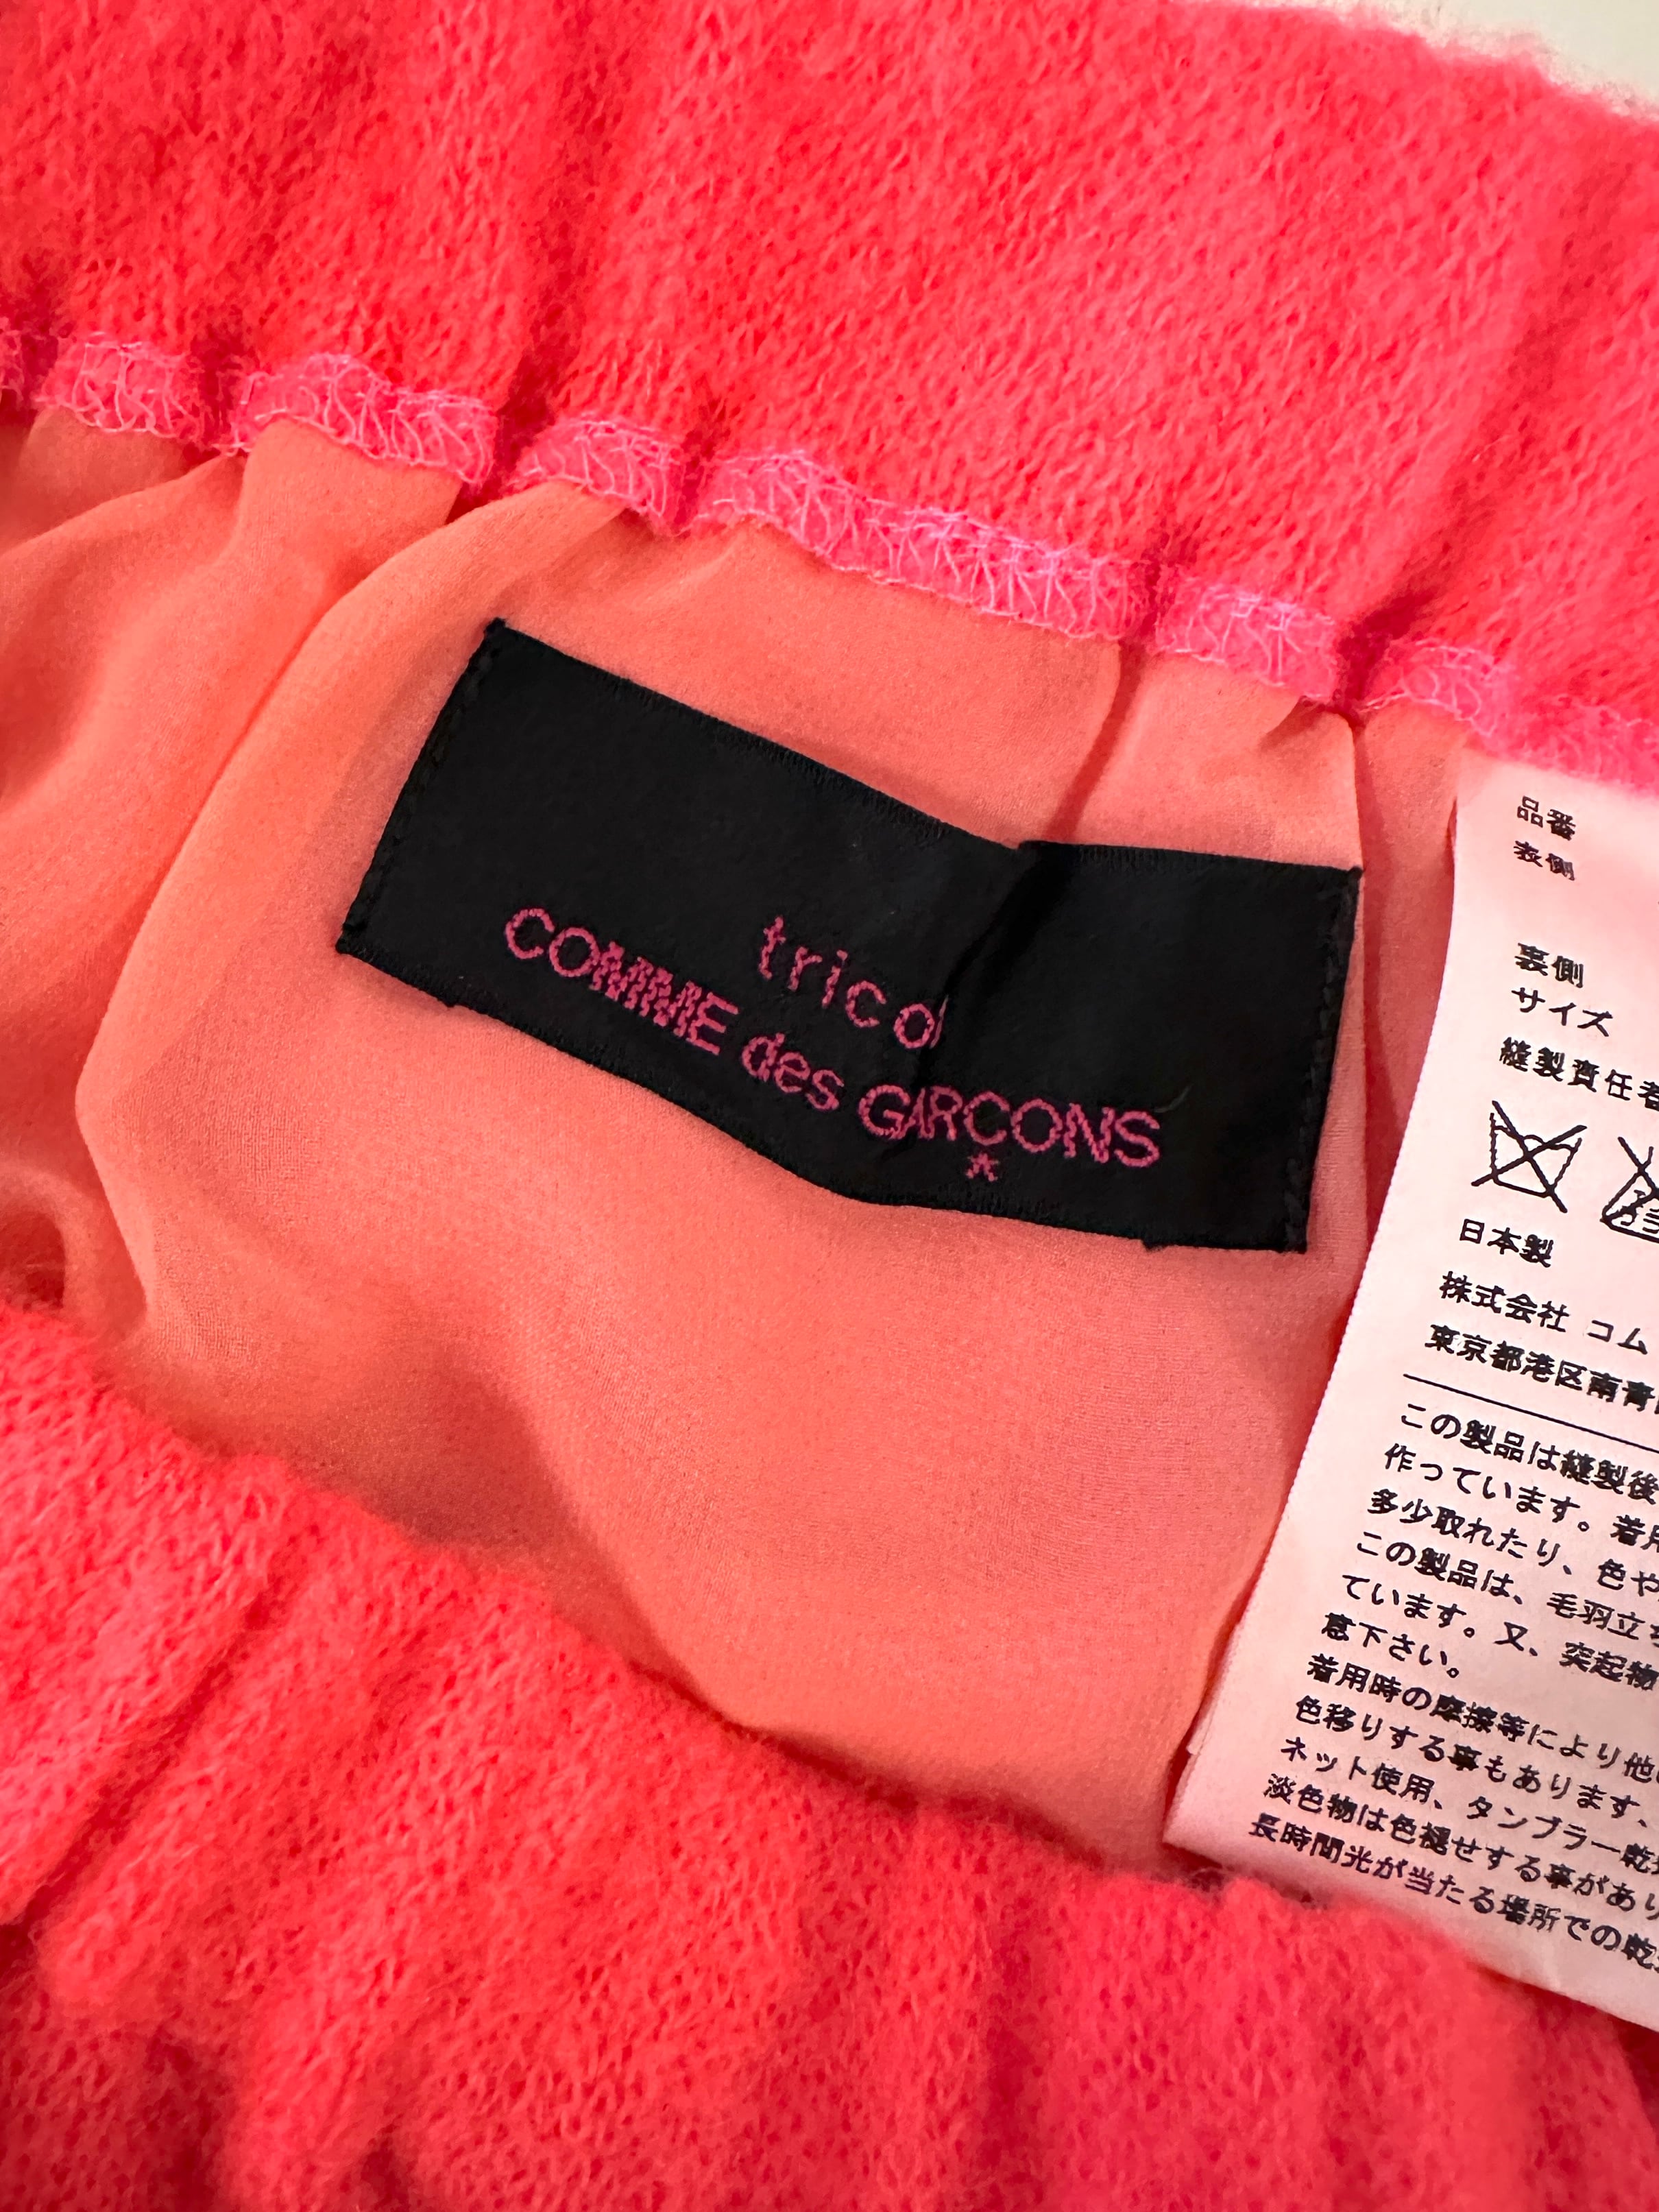 trico
COMME des GARCONS
*
品番
表側
裏側
サイズ
縫製責任者
日本製
株式会社 コム
東京都港区南青
この製品は縫製後
作っています。着用
多少取れたり、色や
この製品は、毛羽立ち
ています。又、突起物
意下さい。
着用時の摩擦等により他
色移りする事もあります、
ネット使用、タンブラー乾
淡色物は色褪せする事があり
長時間光が当たる場所での乾